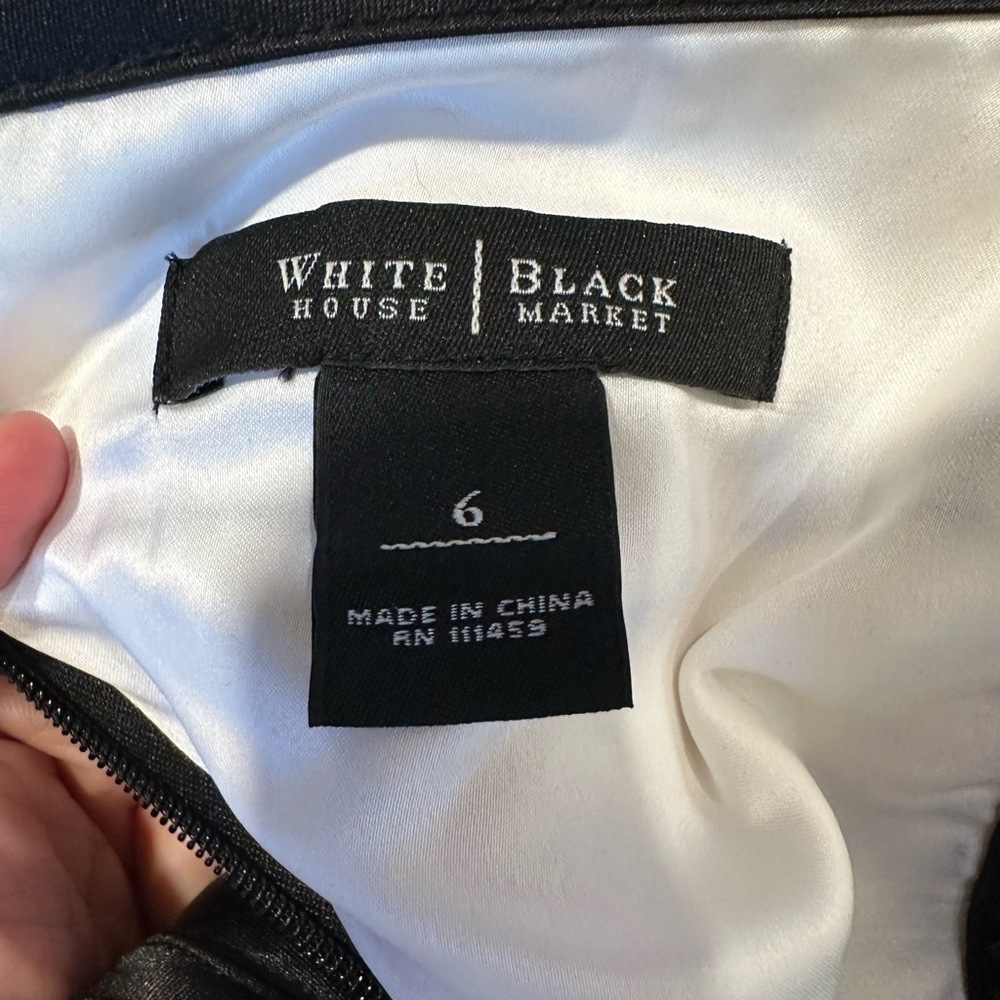 WHITE | BLACK
HOUSE | MARKET
6
MADE IN CHINA
RN 111459